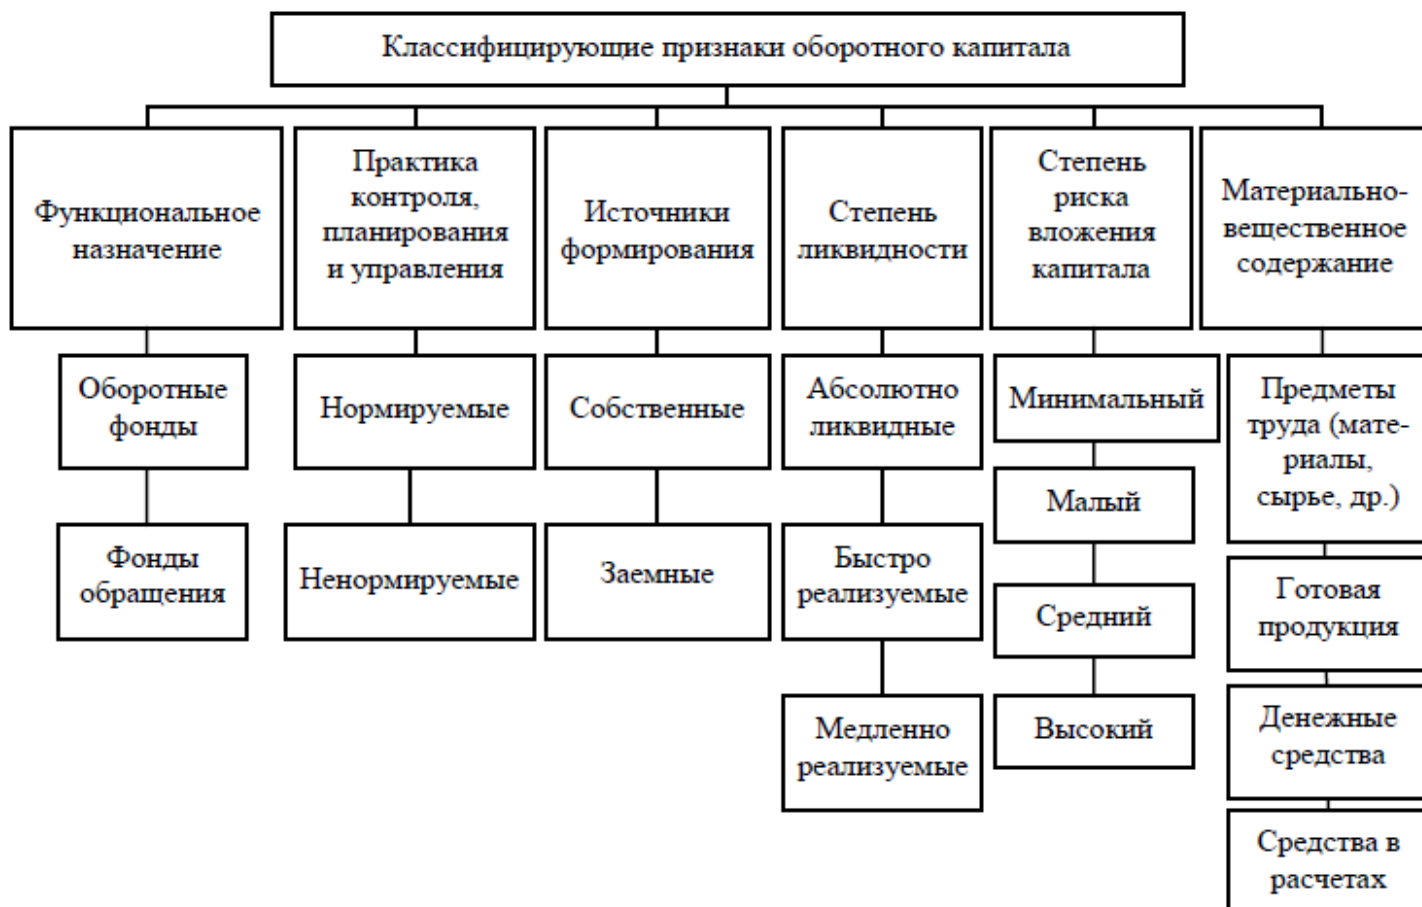 Классифицирующие признаки оборотного капитала
Функциональное
назначение
Практика
контроля,
планирования
и управления
Источники
формирования
Степень
ликвидности
Степень
риска
вложения
капитала
Материально-
вещественное
содержание
Оборотные
фонды
Фонды
обращения
Нормируемые
Ненормируемые
Собственные
Заемные
Абсолютно
ликвидные
Быстро
реализуемые
Медленно
реализуемые
Минимальный
Малый
Средний
Высокий
Предметы
труда (мате-
риалы,
сырье, др.)
Готовая
продукция
Денежные
средства
Средства в
расчетах